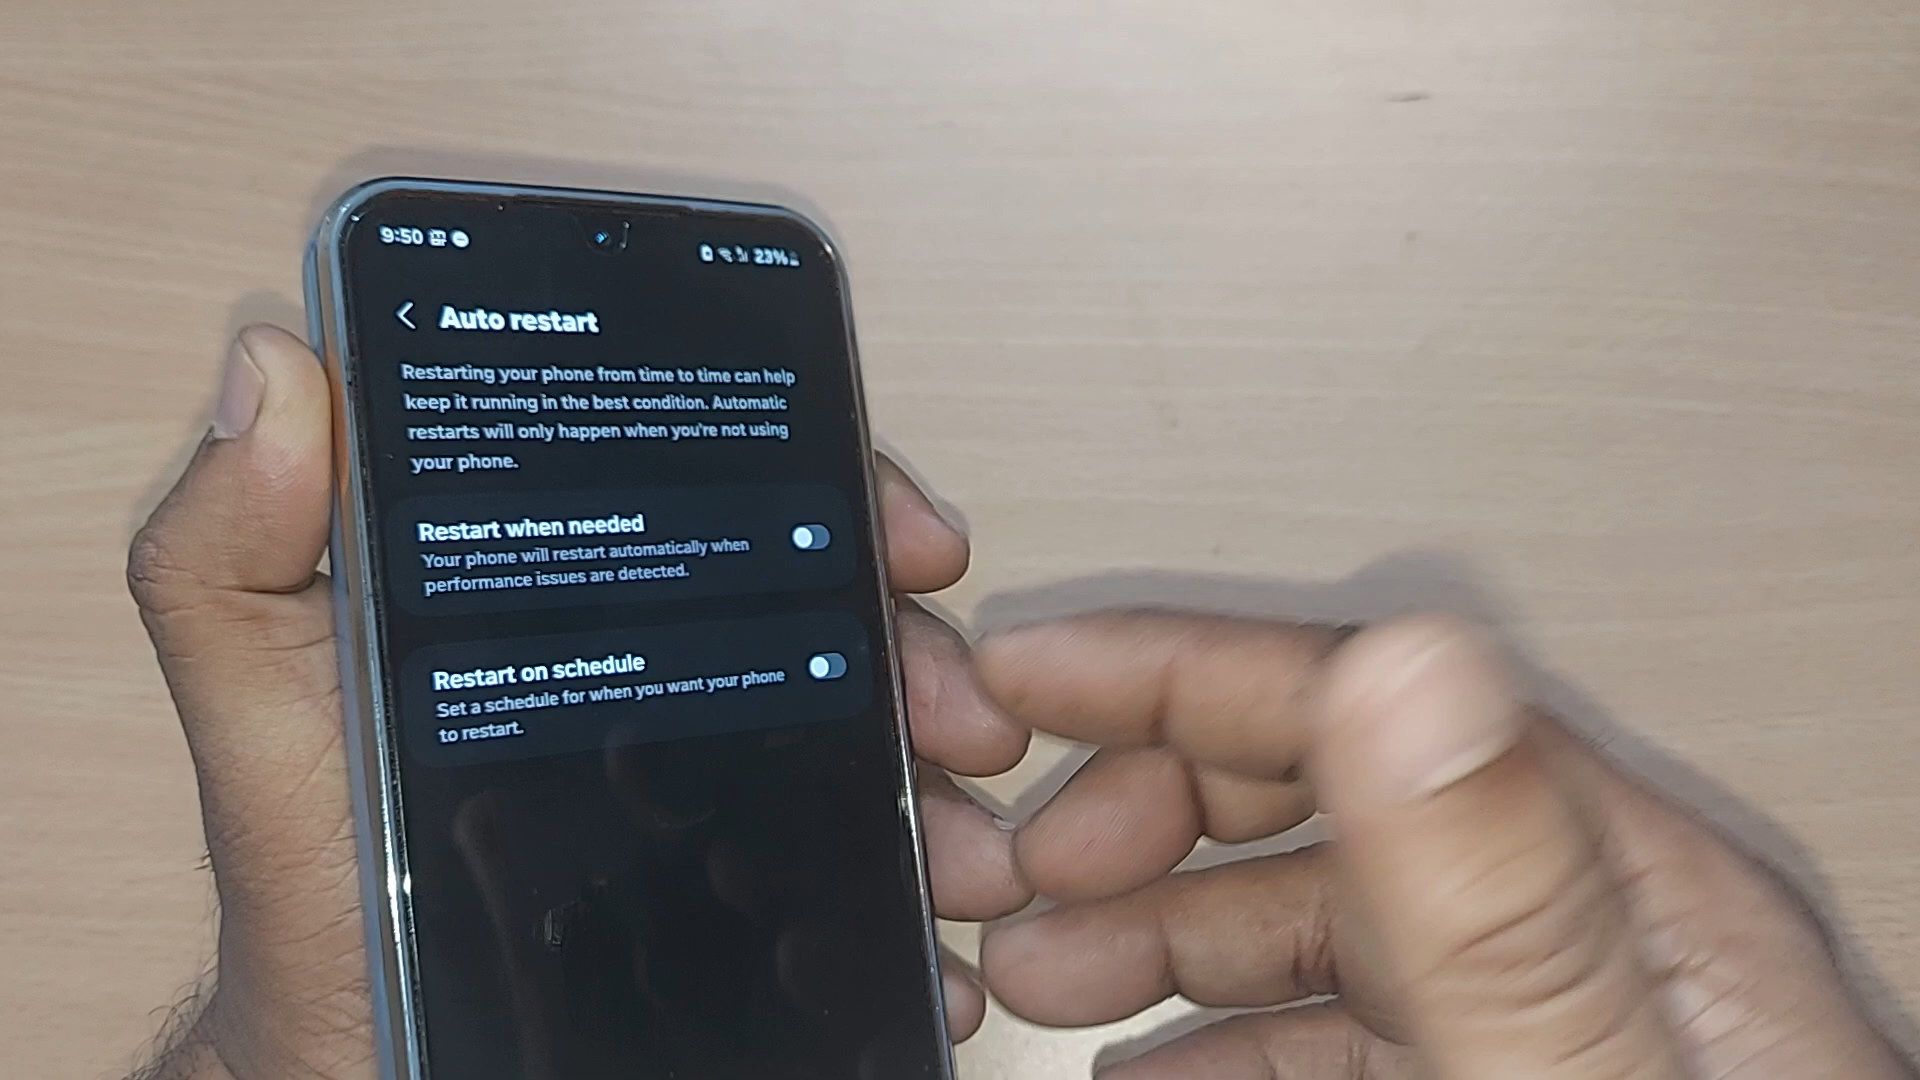 9:50
23%
Auto restart
Restarting your phone from time to time can help
keep it running in the best condition. Automatic
restarts will only happen when you're not using
your phone.
Restart when needed
Your phone will restart automatically when
performance issues are detected.
Restart on schedule
Set a schedule for when you want your phone
to restart.